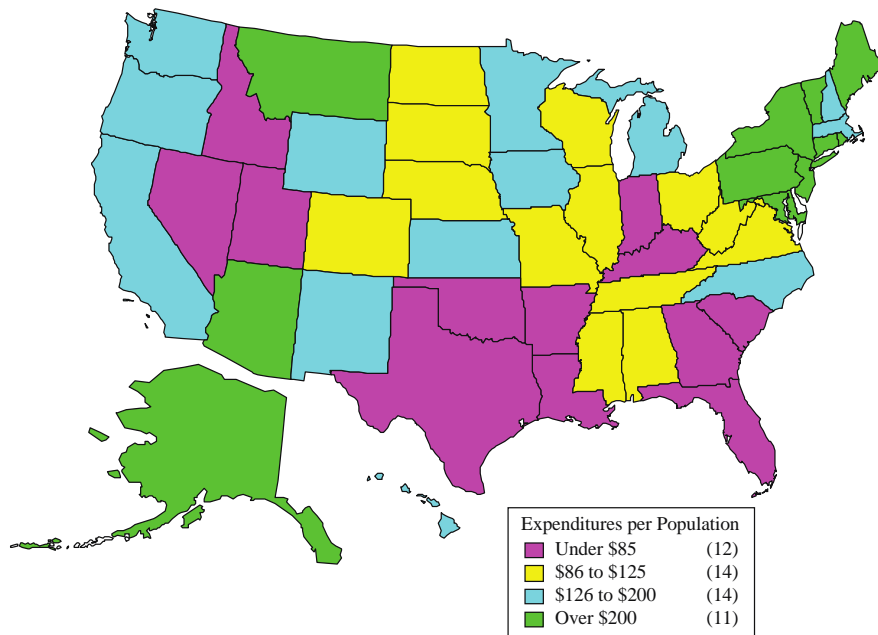 Expenditures per Population
Under $85 (12)
$86 to $125 (14)
$126 to $200 (14)
Over $200 (11)